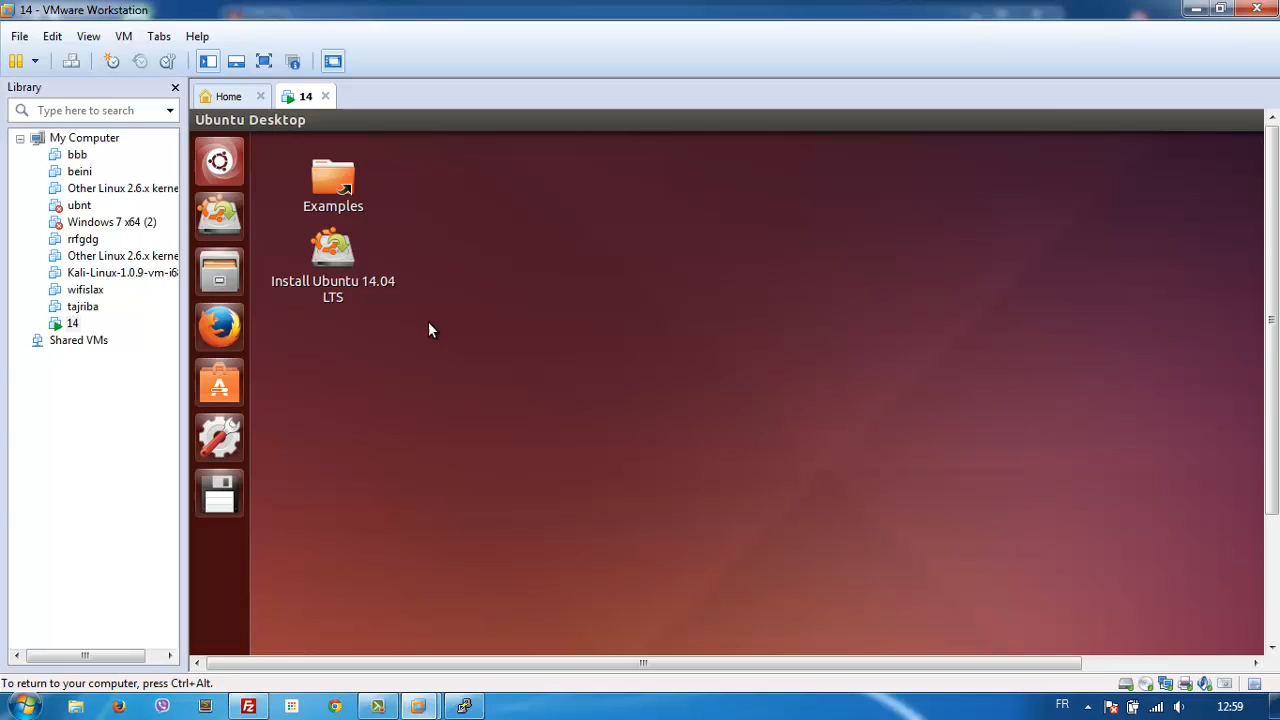 14 - VMware Workstation
File Edit View VM Tabs Help
Library
Type here to search
My Computer
bbb
beini
Other Linux 2.6.x kerne
ubnt
Windows 7 x64 (2)
rrfgdg
Other Linux 2.6.x kerne
Kali-Linux-1.0.9-vm-i6
wifislax
tajriba
14
Shared VMs
Home
14
Ubuntu Desktop
Examples
Install Ubuntu 14.04
LTS
To return to your computer, press Ctrl+Alt.
FR
12:59